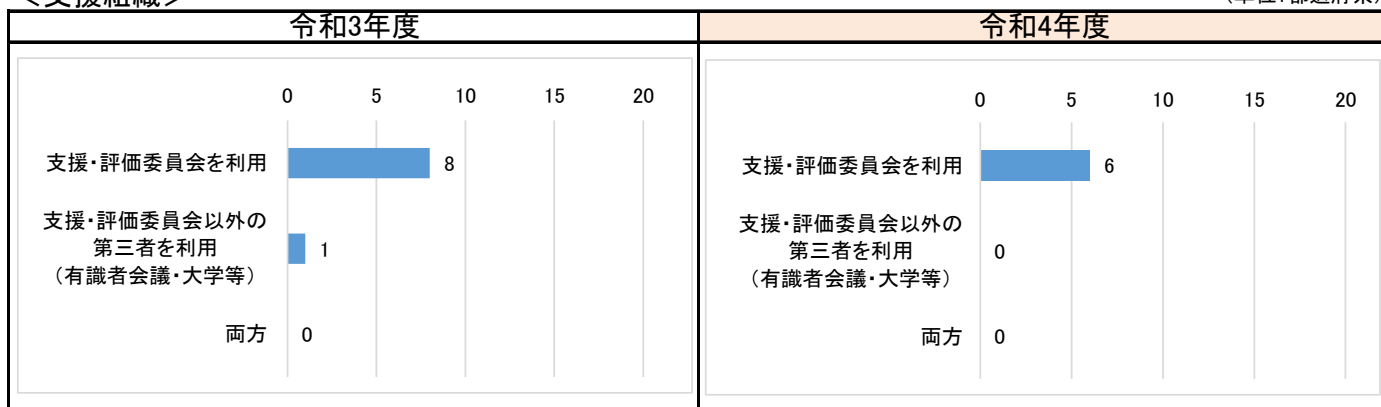 ＜支援組織＞
（単位：都道府県）
令和3年度
令和4年度
0 5 10 15 20
支援・評価委員会を利用 8
支援・評価委員会以外の
第三者を利用 1
（有識者会議・大学等）
両方 0
0 5 10 15 20
支援・評価委員会を利用 6
支援・評価委員会以外の
第三者を利用 0
（有識者会議・大学等）
両方 0